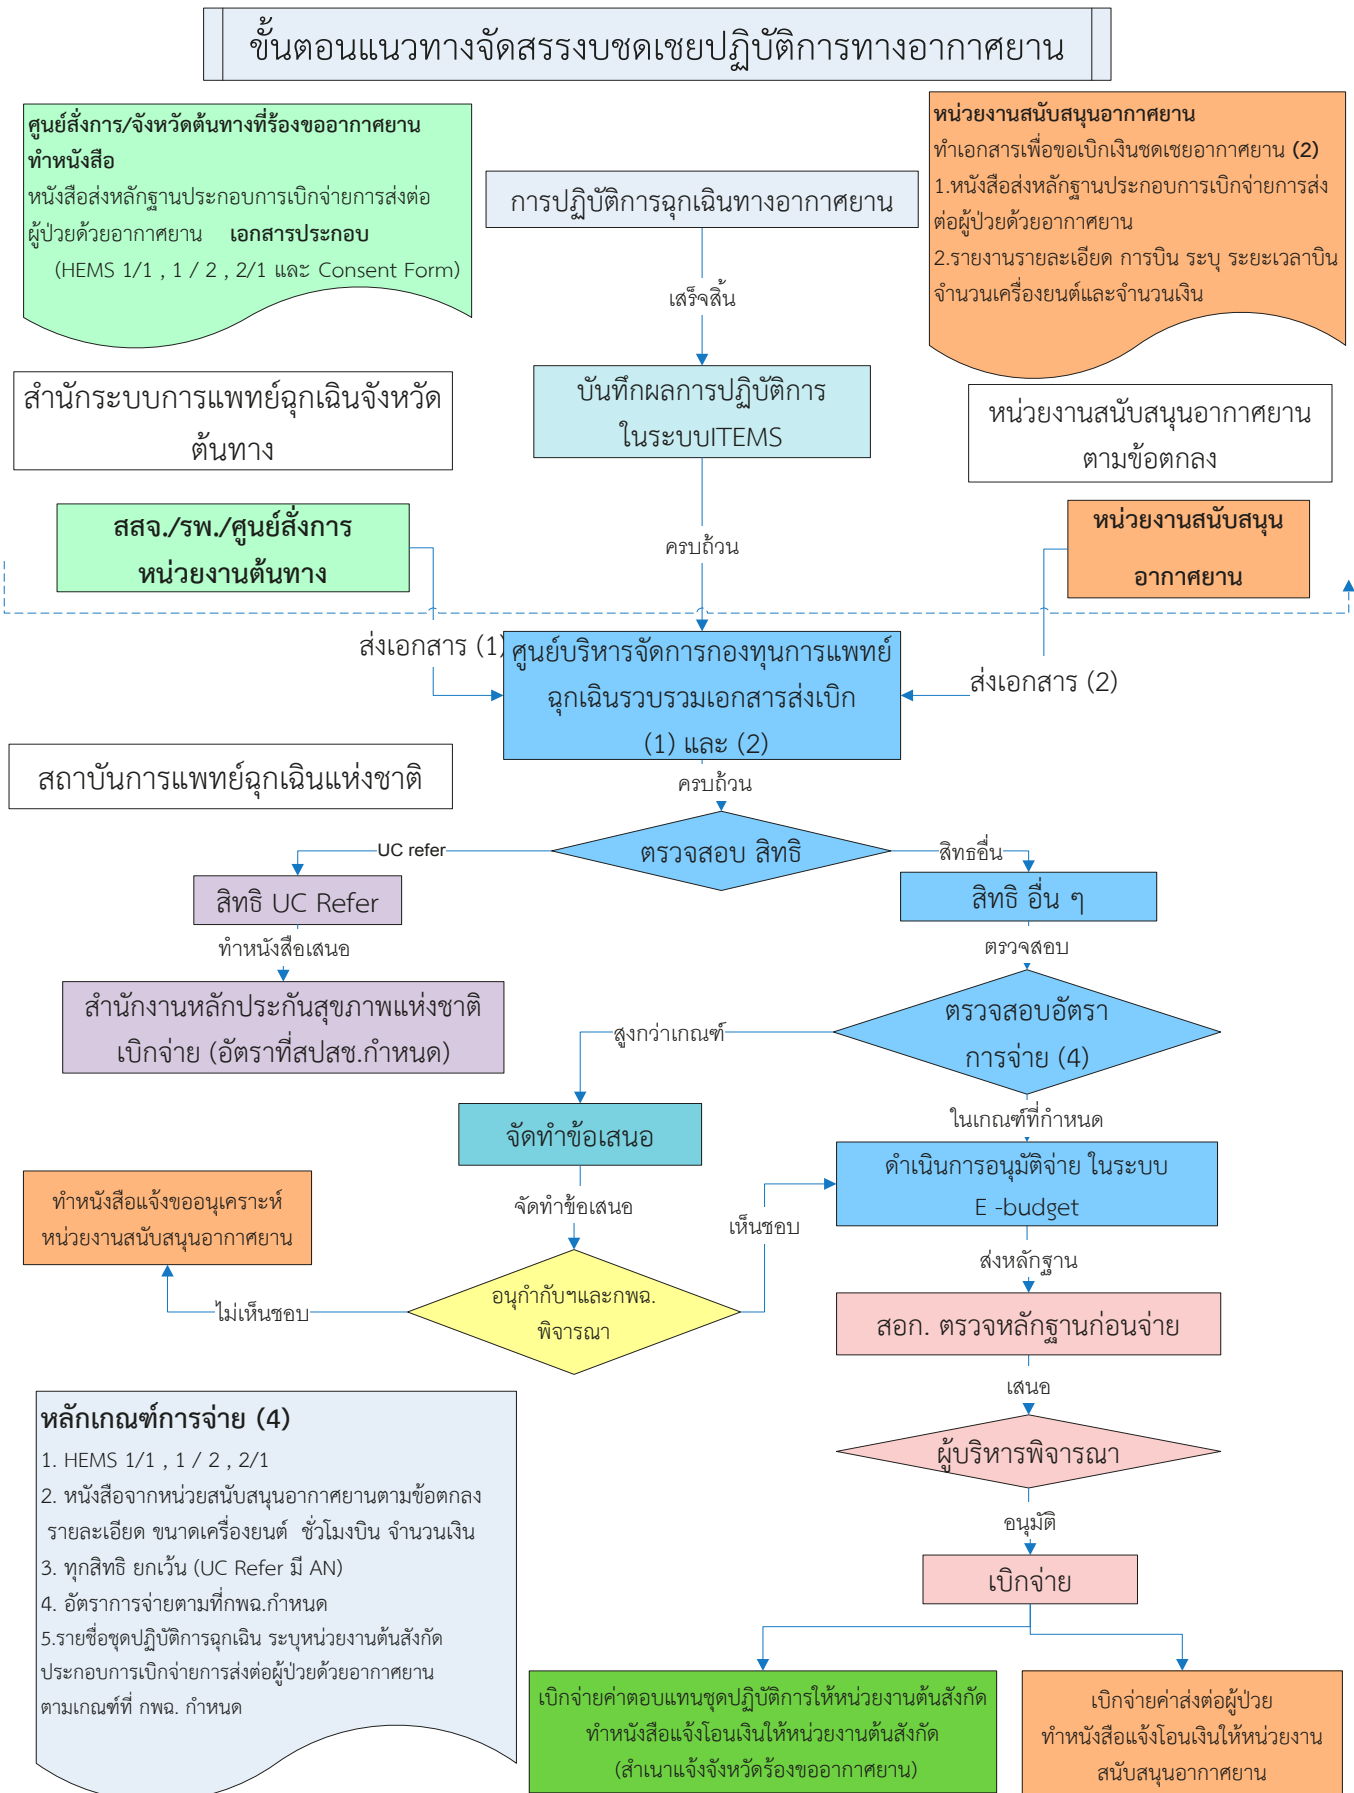 ขั้นตอนแนวทางจัดสรรงบชดเชยปฏิบัติการทางอากาศยาน
ศูนย์สั่งการ/จังหวัดต้นทางที่ร้องขออากาศยาน
ทำหนังสือ
หนังสือส่งหลักฐานประกอบการเบิกจ่ายการส่งต่อ
ผู้ป่วยด้วยอากาศยาน เอกสารประกอบ
(HEMS 1/1 , 1 / 2 , 2/1 และ Consent Form)
การปฏิบัติการฉุกเฉินทางอากาศยาน
หน่วยงานสนับสนุนอากาศยาน
ทำเอกสารเพื่อขอเบิกเงินชดเชยอากาศยาน (2)
1.หนังสือส่งหลักฐานประกอบการเบิกจ่ายการส่ง
ต่อผู้ป่วยด้วยอากาศยาน
2.รายงานรายละเอียด การบิน ระบุ ระยะเวลาบิน
จำนวนเครื่องยนต์และจำนวนเงิน
เสร็จสิ้น
สำนักระบบการแพทย์ฉุกเฉินจังหวัด
ต้นทาง
บันทึกผลการปฏิบัติการ
ในระบบITEMS
หน่วยงานสนับสนุนอากาศยาน
ตามข้อตกลง
สสจ./รพ./ศูนย์สั่งการ
หน่วยงานต้นทาง
ครบถ้วน
หน่วยงานสนับสนุน
อากาศยาน
ส่งเอกสาร (1)
ศูนย์บริหารจัดการกองทุนการแพทย์
ฉุกเฉินรวบรวมเอกสารส่งเบิก
(1) และ (2)
ส่งเอกสาร (2)
สถาบันการแพทย์ฉุกเฉินแห่งชาติ
ครบถ้วน
ตรวจสอบ สิทธิ
UC refer
สิทธอื่น
สิทธิ UC Refer
สิทธิ อื่น ๆ
ทำหนังสือเสนอ
ตรวจสอบ
สำนักงานหลักประกันสุขภาพแห่งชาติ
เบิกจ่าย (อัตราที่สปสช.กำหนด)
ตรวจสอบอัตรา
การจ่าย (4)
สูงกว่าเกณฑ์
ในเกณฑ์ที่กำหนด
จัดทำข้อเสนอ
ดำเนินการอนุมัติจ่าย ในระบบ
E -budget
จัดทำข้อเสนอ
เห็นชอบ
ทำหนังสือแจ้งขออนุเคราะห์
หน่วยงานสนับสนุนอากาศยาน
ส่งหลักฐาน
ไม่เห็นชอบ
อนุกำกับฯและกพฉ.
พิจารณา
สอก. ตรวจหลักฐานก่อนจ่าย
เสนอ
ผู้บริหารพิจารณา
อนุมัติ
เบิกจ่าย
หลักเกณฑ์การจ่าย (4)
1. HEMS 1/1 , 1 / 2 , 2/1
2. หนังสือจากหน่วยสนับสนุนอากาศยานตามข้อตกลง
รายละเอียด ขนาดเครื่องยนต์ ชั่วโมงบิน จำนวนเงิน
3. ทุกสิทธิ ยกเว้น (UC Refer มี AN)
4. อัตราการจ่ายตามที่กพฉ.กำหนด
5.รายชื่อชุดปฏิบัติการฉุกเฉิน ระบุหน่วยงานต้นสังกัด
ประกอบการเบิกจ่ายการส่งต่อผู้ป่วยด้วยอากาศยาน
ตามเกณฑ์ที่ กพฉ. กำหนด
เบิกจ่ายค่าตอบแทนชุดปฏิบัติการให้หน่วยงานต้นสังกัด
ทำหนังสือแจ้งโอนเงินให้หน่วยงานต้นสังกัด
(สำเนาแจ้งจังหวัดร้องขออากาศยาน)
เบิกจ่ายค่าส่งต่อผู้ป่วย
ทำหนังสือแจ้งโอนเงินให้หน่วยงาน
สนับสนุนอากาศยาน